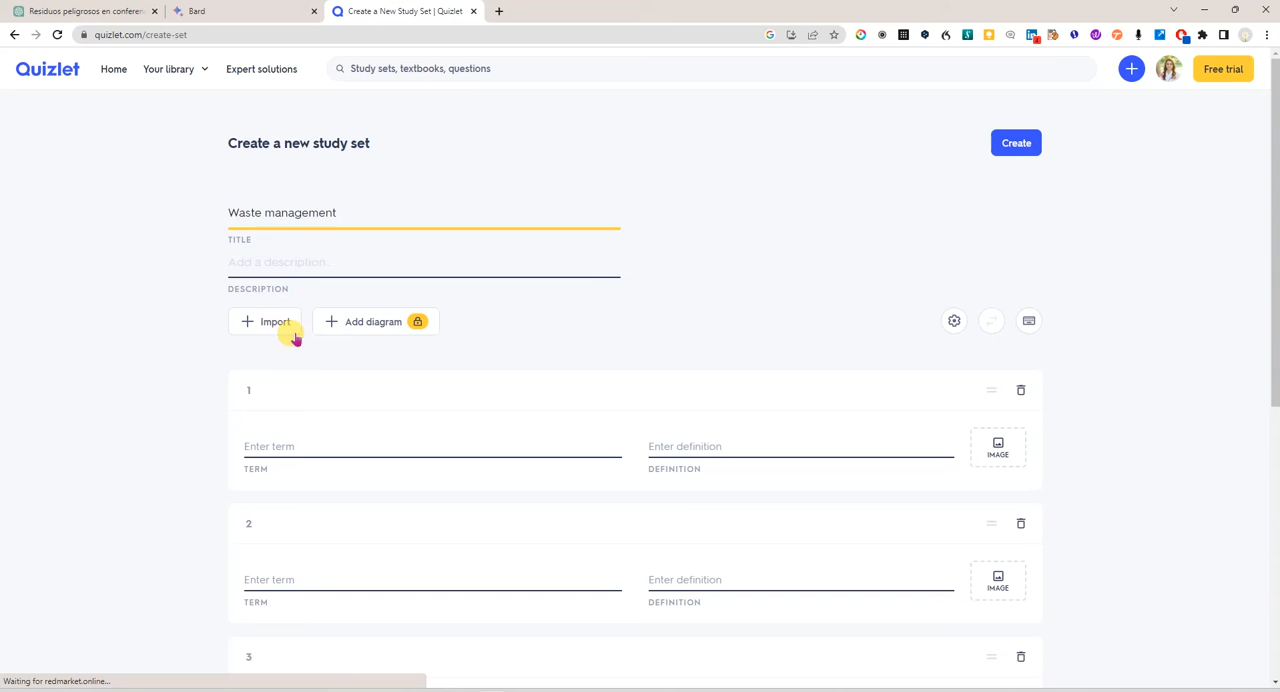 Residuos peligrosos en conferen
Bard
Create a New Study Set | Quizlet
quizlet.com/create-set
Quizlet
Home
Your library
Expert solutions
Study sets, textbooks, questions
Free trial
Create a new study set
Create
Waste management
TITLE
Add a description..
DESCRIPTION
+ Import
+ Add diagram
1
Enter term
TERM
Enter definition
DEFINITION
IMAGE
2
Enter term
TERM
Enter definition
DEFINITION
IMAGE
3
Waiting for redmarket.online...